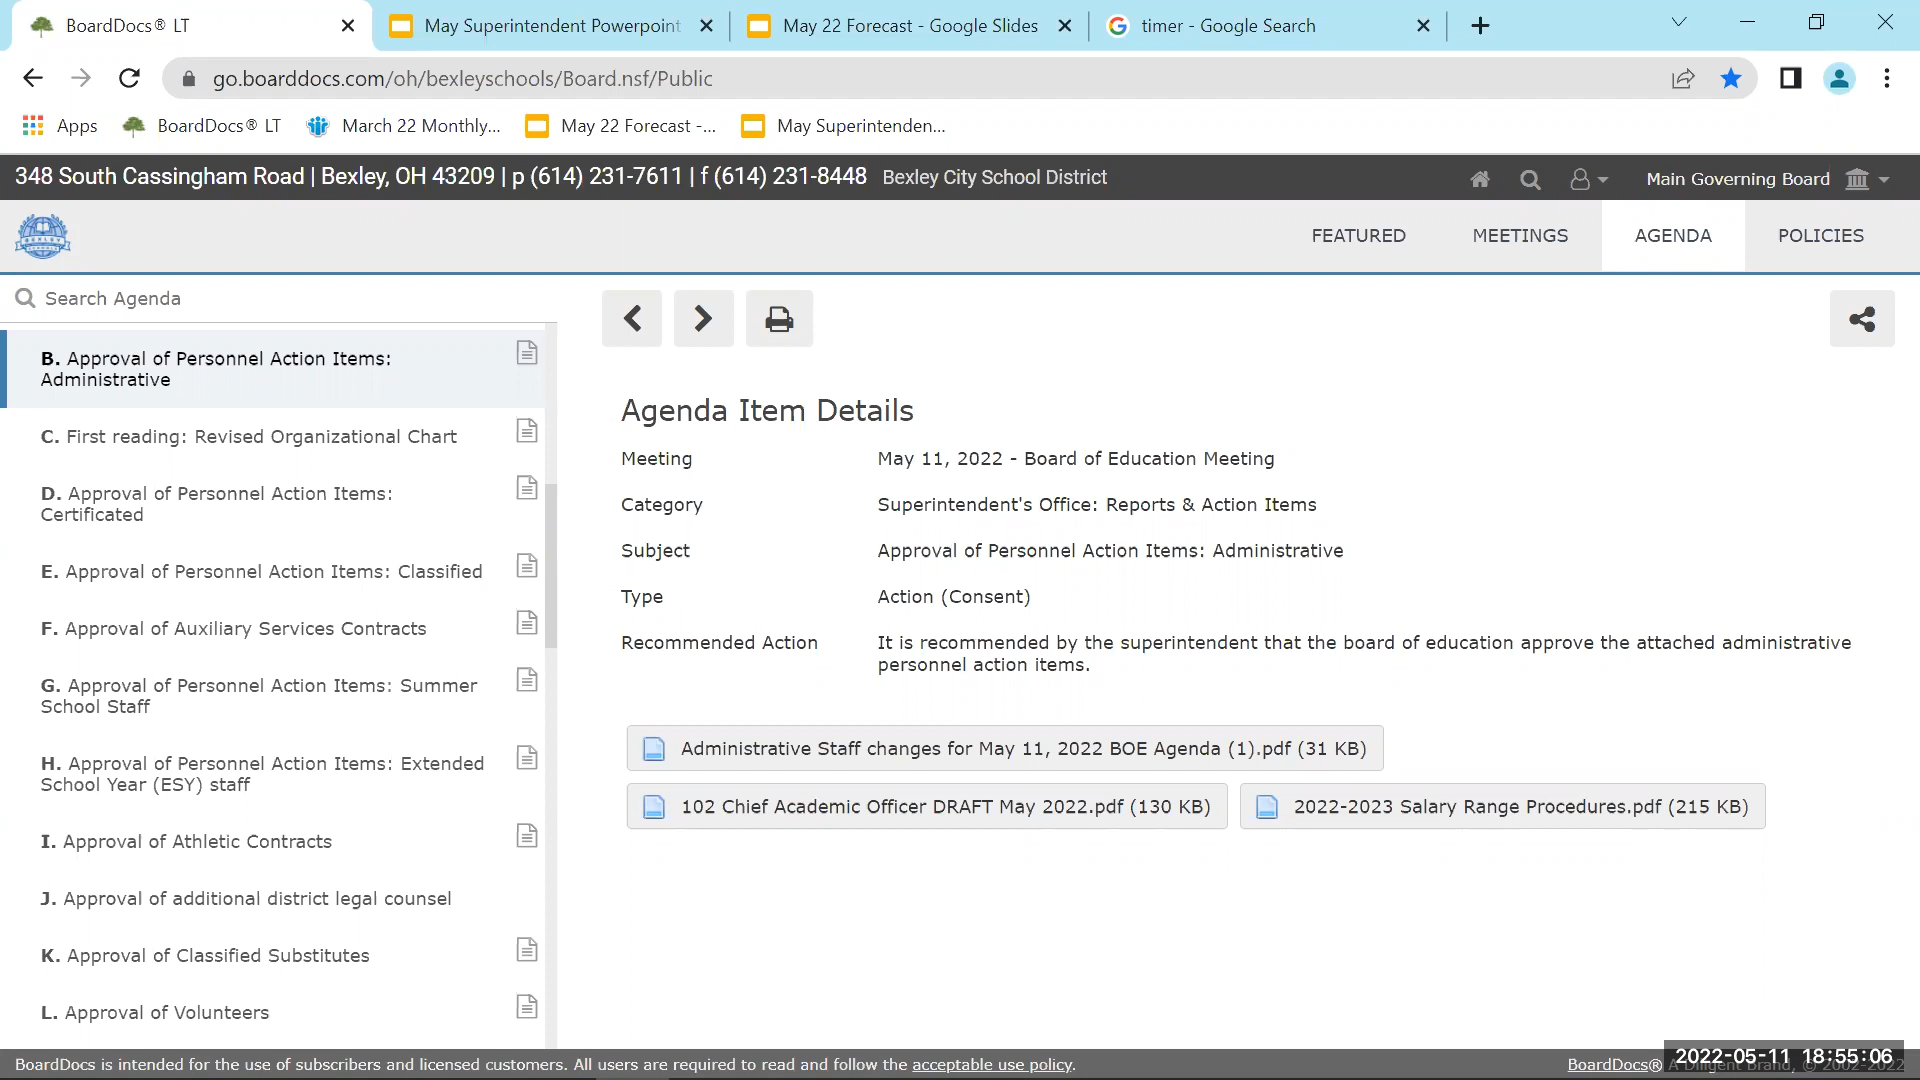 BoardDocs® LT
May Superintendent Powerpoint
May 22 Forecast - Google Slides
timer - Google Search
go.boarddocs.com/oh/bexleyschools/Board.nsf/Public
Apps
BoardDocs® LT
March 22 Monthly...
May 22 Forecast -...
May Superintenden...
348 South Cassingham Road | Bexley, OH 43209 | p (614) 231-7611 | f (614) 231-8448 Bexley City School District
Main Governing Board
BEXLEY
FEATURED
MEETINGS
AGENDA
POLICIES
Search Agenda
B. Approval of Personnel Action Items:
Administrative
C. First reading: Revised Organizational Chart
D. Approval of Personnel Action Items:
Certificated
E. Approval of Personnel Action Items: Classified
F. Approval of Auxiliary Services Contracts
G. Approval of Personnel Action Items: Summer
School Staff
H. Approval of Personnel Action Items: Extended
School Year (ESY) staff
I. Approval of Athletic Contracts
J. Approval of additional district legal counsel
K. Approval of Classified Substitutes
L. Approval of Volunteers
Agenda Item Details
Meeting May 11, 2022 - Board of Education Meeting
Category Superintendent's Office: Reports & Action Items
Subject Approval of Personnel Action Items: Administrative
Type Action (Consent)
Recommended Action It is recommended by the superintendent that the board of education approve the attached administrative
personnel action items.
Administrative Staff changes for May 11, 2022 BOE Agenda (1).pdf (31 KB)
102 Chief Academic Officer DRAFT May 2022.pdf (130 KB)
2022-2023 Salary Range Procedures.pdf (215 KB)
BoardDocs is intended for the use of subscribers and licensed customers. All users are required to read and follow the acceptable use policy.
BoardDocs® A Diligent Brand, © 2002-2022
2022-05-11 18:55:06